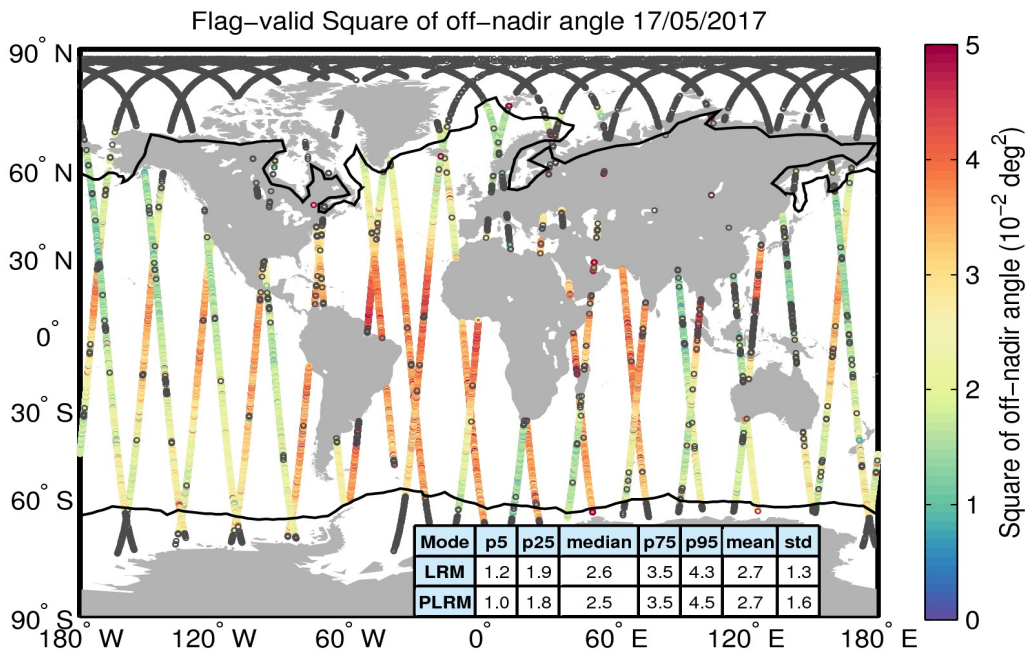 Flag−valid Square of off−nadir angle 17/05/2017
90° N
60° N
30° N
0°
30° S
60° S
90° S
180° W
120° W
60° W
0°
60° E
120° E
180° E
5
4
3
2
1
0
Square of off−nadir angle (10⁻² deg²)
Mode p5 p25 median p75 p95 mean std
LRM 1.2 1.9 2.6 3.5 4.3 2.7 1.3
PLRM 1.0 1.8 2.5 3.5 4.5 2.7 1.6